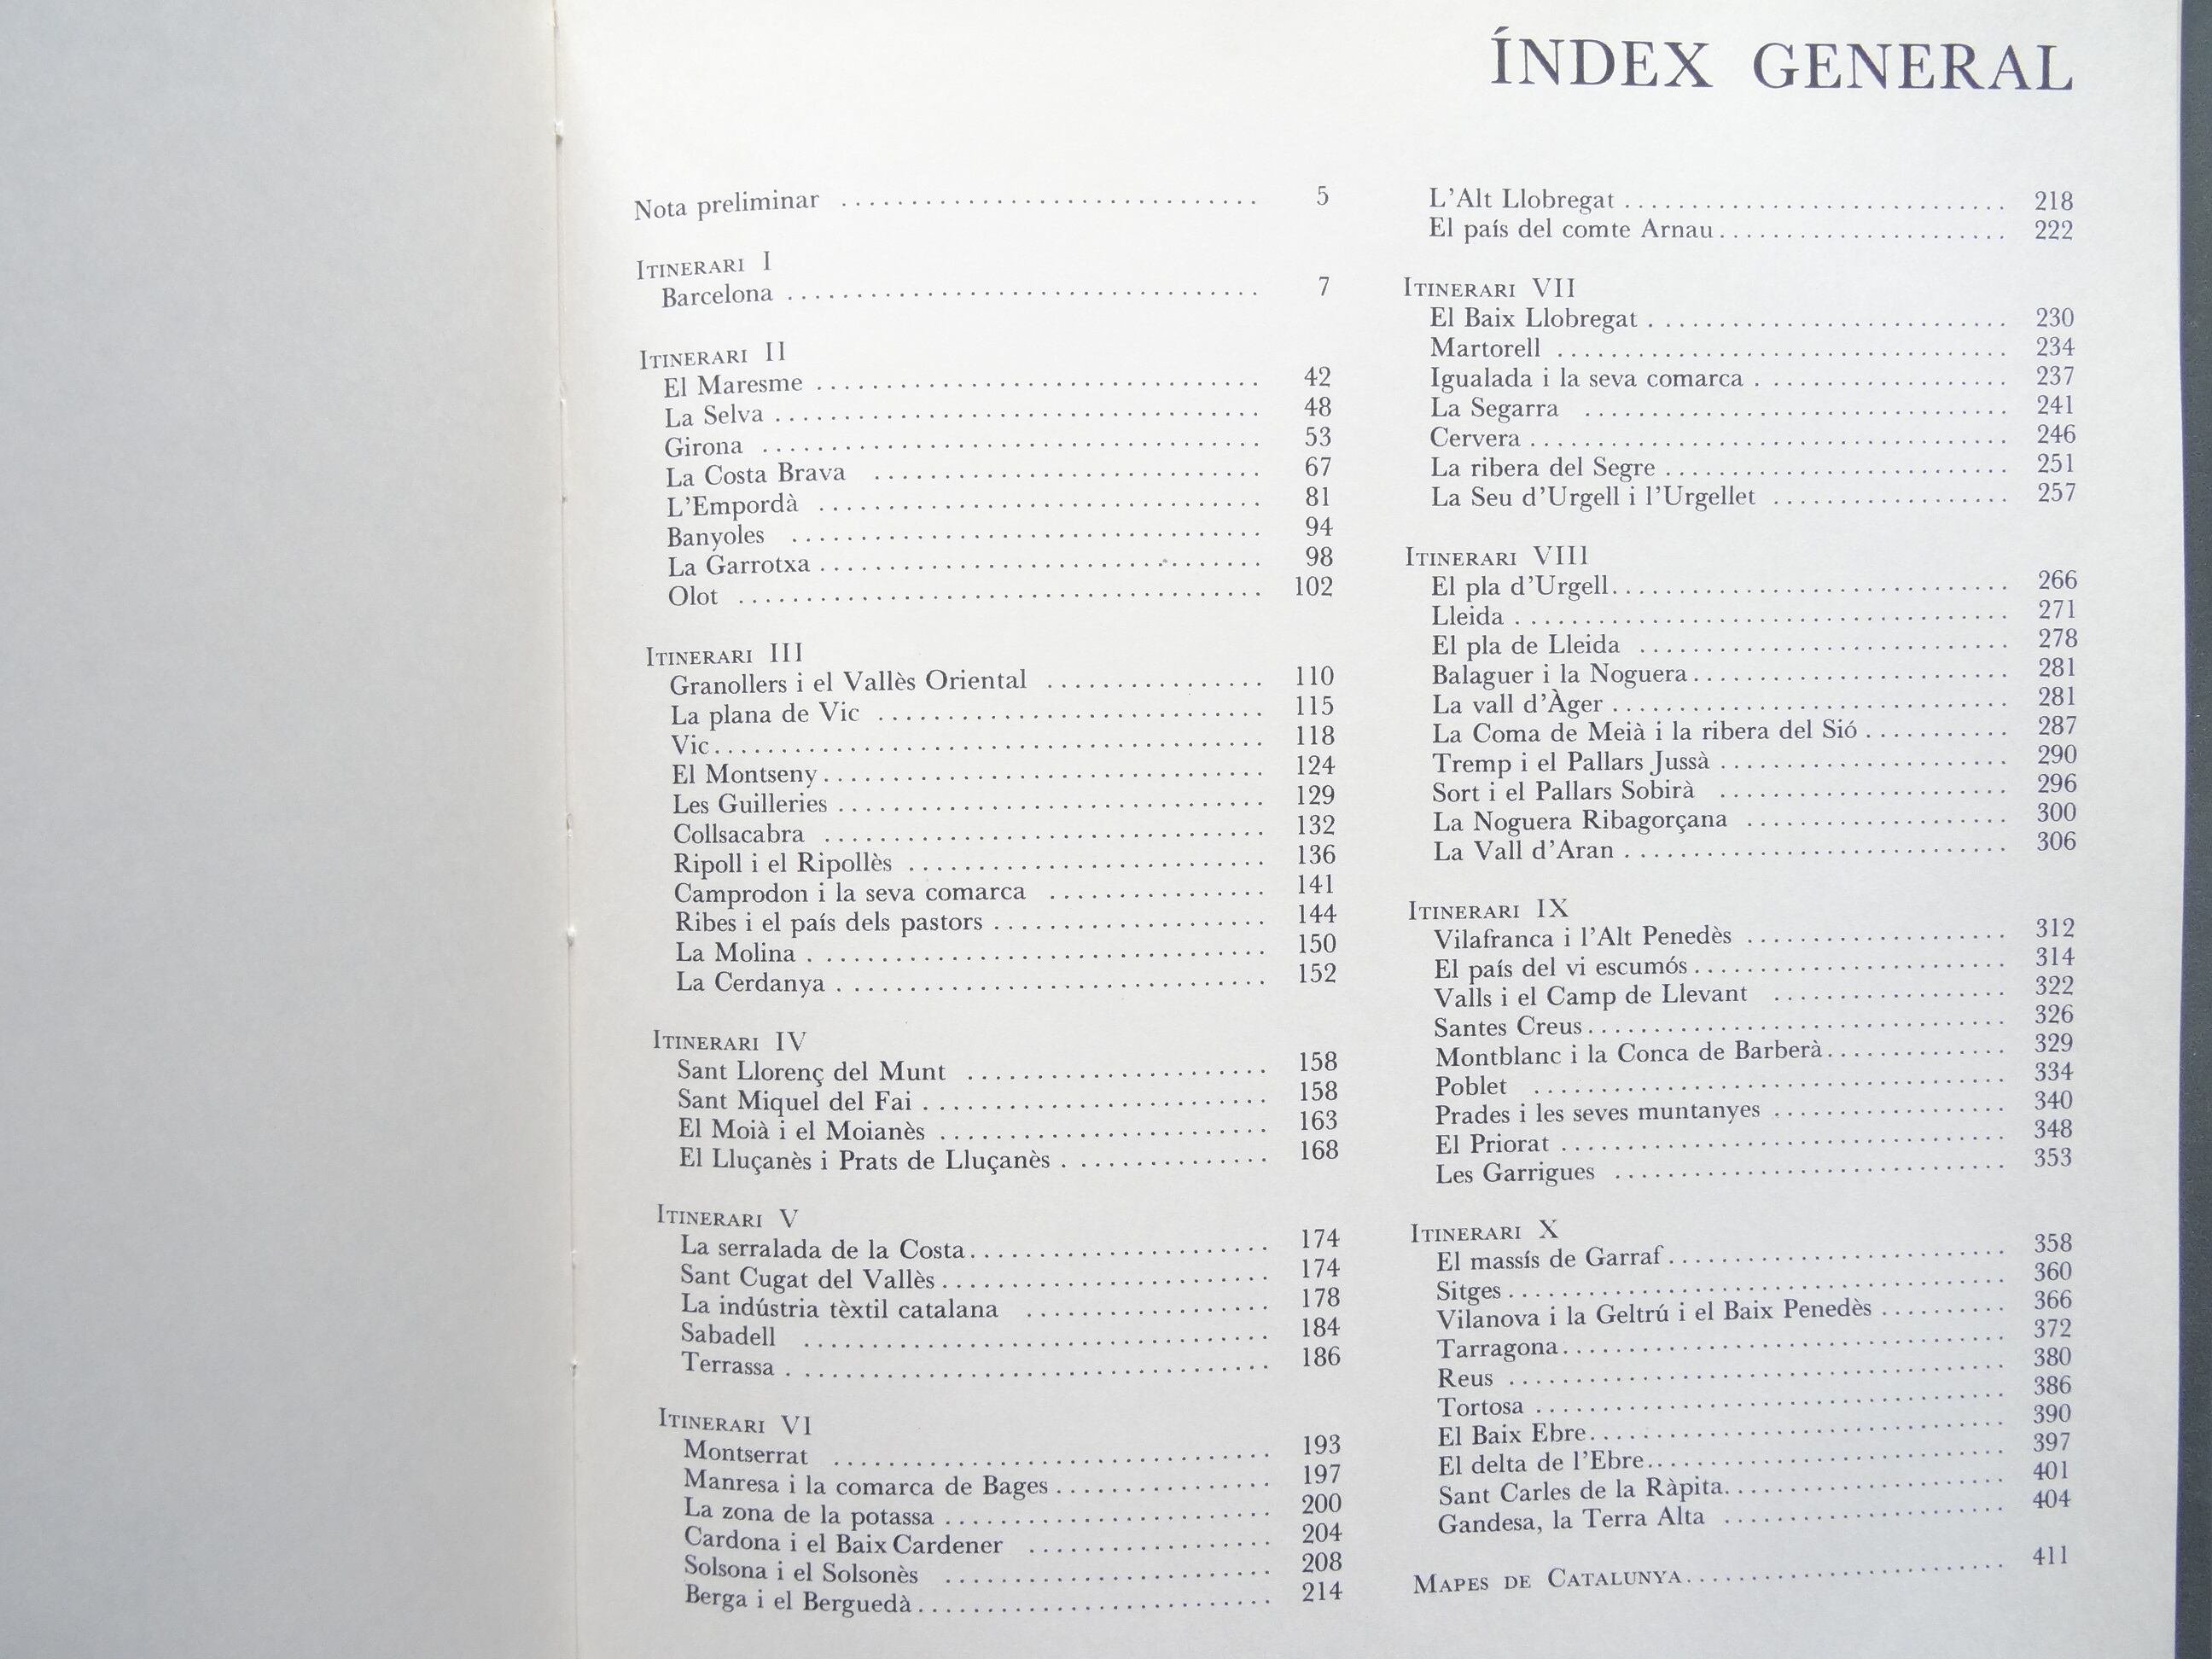 ÍNDEX GENERAL
Nota preliminar ........ 5
ITINERARI I
Barcelona ........ 7
ITINERARI II
El Maresme ........ 42
La Selva ........ 48
Girona ........ 53
La Costa Brava ........ 67
L'Empordà ........ 81
Banyoles ........ 94
La Garrotxa ........ 98
Olot ........ 102
ITINERARI III
Granollers i el Vallès Oriental ........ 110
La plana de Vic ........ 115
Vic ........ 118
El Montseny ........ 124
Les Guilleries ........ 129
Collsacabra ........ 132
Ripoll i el Ripollès ........ 136
Camprodon i la seva comarca ........ 141
Ribes i el país dels pastors ........ 144
La Molina ........ 150
La Cerdanya ........ 152
ITINERARI IV
Sant Llorenç del Munt ........ 158
Sant Miquel del Fai ........ 158
El Moià i el Moianès ........ 163
El Lluçanès i Prats de Lluçanès ........ 168
ITINERARI V
La serralada de la Costa ........ 174
Sant Cugat del Vallès ........ 174
La indústria tèxtil catalana ........ 178
Sabadell ........ 184
Terrassa ........ 186
ITINERARI VI
Montserrat ........ 193
Manresa i la comarca de Bages ........ 197
La zona de la potassa ........ 200
Cardona i el Baix Cardener ........ 204
Solsona i el Solsonès ........ 208
Berga i el Berguedà ........ 214
L'Alt Llobregat ........ 218
El país del comte Arnau ........ 222
ITINERARI VII
El Baix Llobregat ........ 230
Martorell ........ 234
Igualada i la seva comarca ........ 237
La Segarra ........ 241
Cervera ........ 246
La ribera del Segre ........ 251
La Seu d'Urgell i l'Urgellet ........ 257
ITINERARI VIII
El pla d'Urgell ........ 266
Lleida ........ 271
El pla de Lleida ........ 278
Balaguer i la Noguera ........ 281
La vall d'Àger ........ 281
La Coma de Meià i la ribera del Sió ........ 287
Tremp i el Pallars Jussà ........ 290
Sort i el Pallars Sobirà ........ 296
La Noguera Ribagorçana ........ 300
La Vall d'Aran ........ 306
ITINERARI IX
Vilafranca i l'Alt Penedès ........ 312
El país del vi escumós ........ 314
Valls i el Camp de Llevant ........ 322
Santes Creus ........ 326
Montblanc i la Conca de Barberà ........ 329
Poblet ........ 334
Prades i les seves muntanyes ........ 340
El Priorat ........ 348
Les Garrigues ........ 353
ITINERARI X
El massís de Garraf ........ 358
Sitges ........ 360
Vilanova i la Geltrú i el Baix Penedès ........ 366
Tarragona ........ 372
Reus ........ 380
Tortosa ........ 386
El Baix Ebre ........ 390
El delta de l'Ebre ........ 397
Sant Carles de la Ràpita ........ 401
Gandesa, la Terra Alta ........ 404
MAPES DE CATALUNYA ........ 411